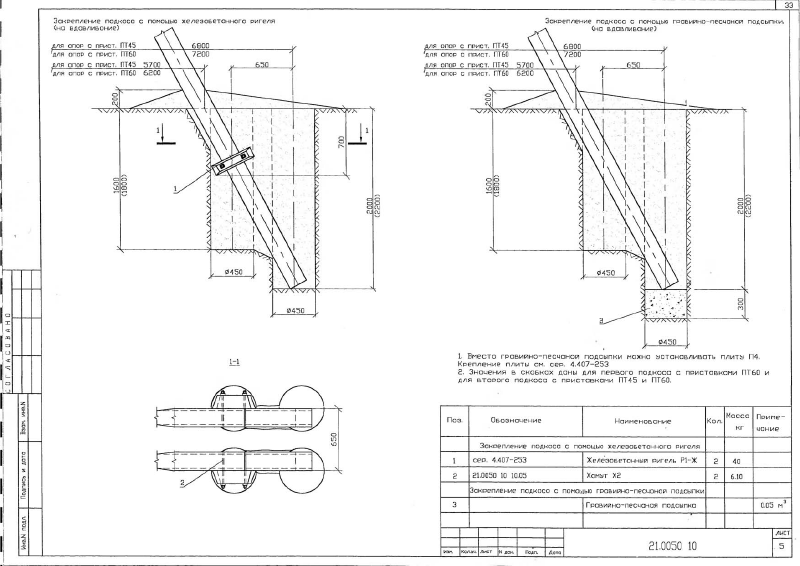 33
Закрепление подкоса с помощью железобетонного ригеля
(на вдавливание)
для опор с прист. ПТ45 6800
для опор с прист. ПТ60 7200
для опор с прист. ПТ45 5700
для опор с прист. ПТ60 6200
650
200
1
1
700
1
1600
(1800)
2000
(2200)
ø450
ø450
Закрепление подкоса с помощью гравийно-песчаной подсыпки
(на вдавливание)
для опор с прист. ПТ45 6800
для опор с прист. ПТ60 7200
для опор с прист. ПТ45 5700
для опор с прист. ПТ60 6200
650
200
1600
(1800)
2000
(2200)
ø450
3
300
ø450
1-1
650
2
1. Вместо гравийно-песчаной подсыпки можно устанавливать плиту П4.
Крепление плиты см. сер. 4.407-253
2. Значения в скобках даны для первого подкоса с приставками ПТ60 и
для второго подкоса с приставками ПТ45 и ПТ60.
Поз. Обозначение Наименование Кол. Масса кг Приме-чание
Закрепление подкоса с помощью железобетонного ригеля
1 сер. 4.407-253 Железобетонный ригель Р1-Ж 2 40
2 21.0050 10 10.05 Хомут Х2 2 6.10
Закрепление подкоса с помощью гравийно-песчаной подсыпки
3 Гравийно-песчаная подсыпка 0.05 м³
Изм. Колич. Лист N док. Подп. Дата
21.0050 10
ЛИСТ
5
СОГЛАСОВАНО
Взам. инв.N
Подпись и дата
Инв.N подл.